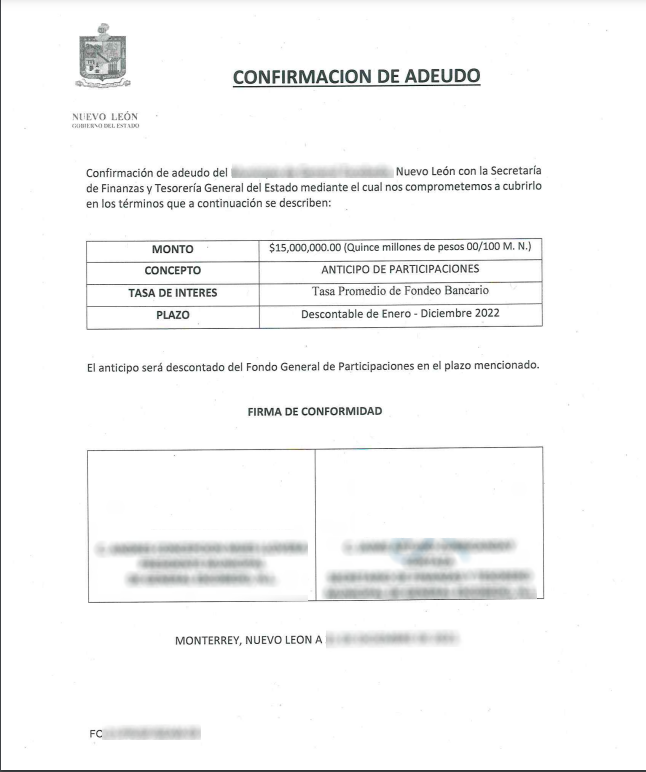 CONFIRMACION DE ADEUDO
NUEVO LEÓN
GOBIERNO DEL ESTADO
Confirmación de adeudo del Nuevo León con la Secretaría
de Finanzas y Tesorería General del Estado mediante el cual nos comprometemos a cubrirlo
en los términos que a continuación se describen:
MONTO $15,000,000.00 (Quince millones de pesos 00/100 M. N.)
CONCEPTO ANTICIPO DE PARTICIPACIONES
TASA DE INTERES Tasa Promedio de Fondeo Bancario
PLAZO Descontable de Enero - Diciembre 2022
El anticipo será descontado del Fondo General de Participaciones en el plazo mencionado.
FIRMA DE CONFORMIDAD
MONTERREY, NUEVO LEON A
FC